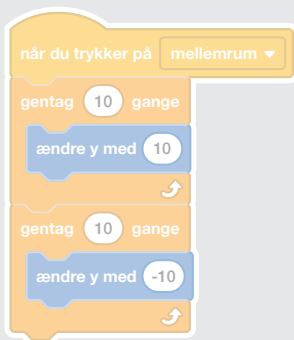 når du trykker på mellemrum
gentag 10 gange
ændre y med 10
gentag 10 gange
ændre y med -10